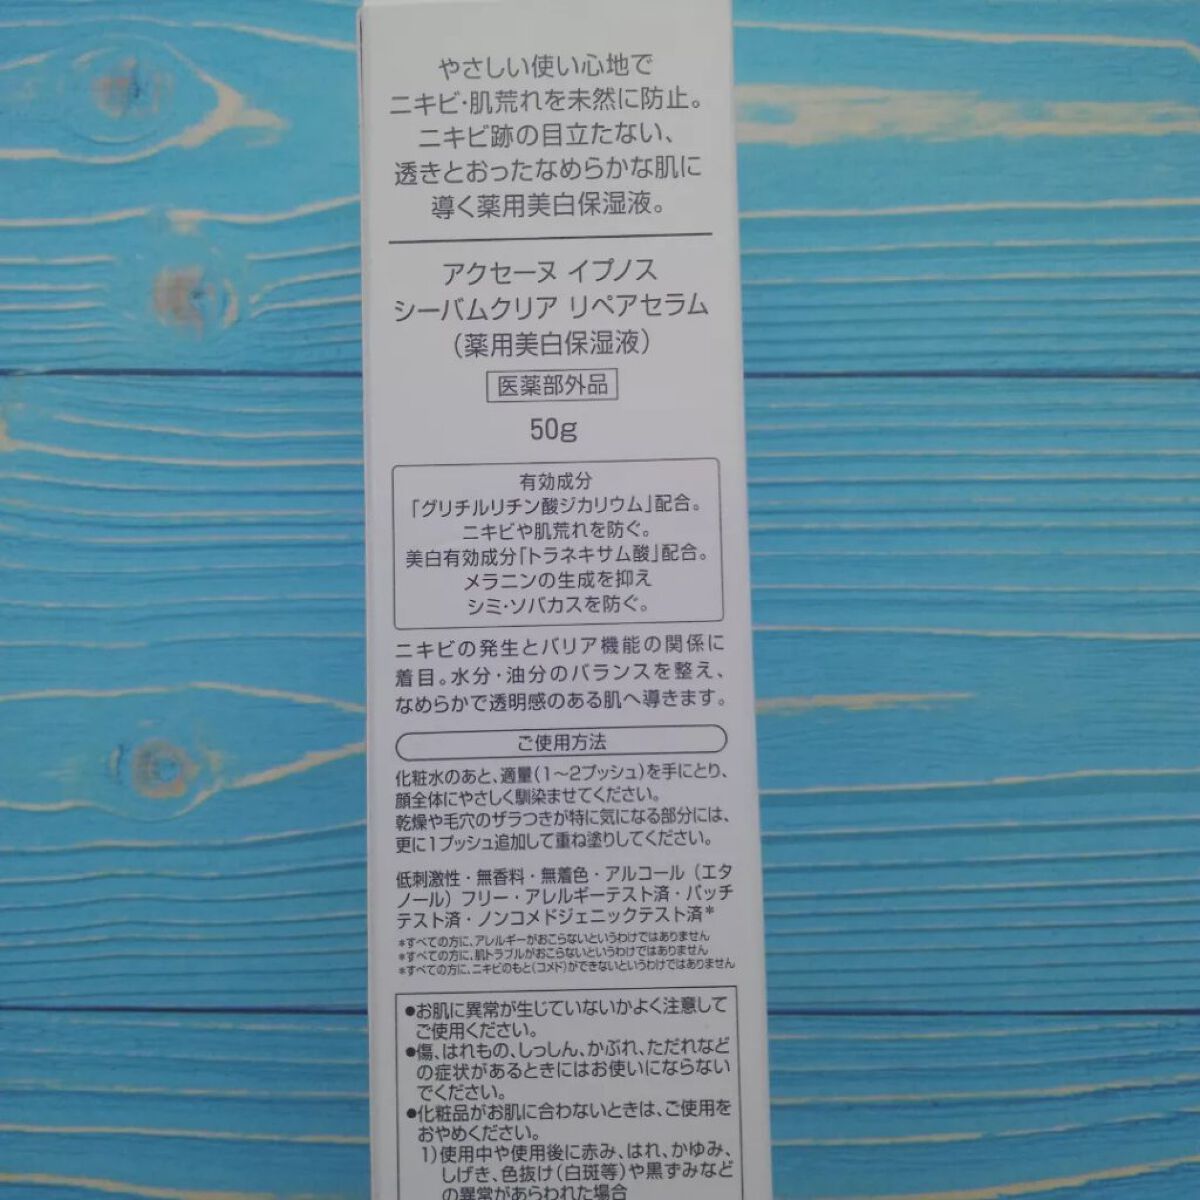 やさしい使い心地で
ニキビ・肌荒れを未然に防止。
ニキビ跡の目立たない、
透きとおったなめらかな肌に
導く薬用美白保湿液。
アクセーヌ イプノス
シーバムクリア リペアセラム
(薬用美白保湿液)
医薬部外品
50g
有効成分
「グリチルリチン酸ジカリウム」配合。
ニキビや肌荒れを防ぐ。
美白有効成分「トラネキサム酸」配合。
メラニンの生成を抑え
シミ・ソバカスを防ぐ。
ニキビの発生とバリア機能の関係に
着目。水分・油分のバランスを整え、
なめらかで透明感のある肌へ導きます。
ご使用方法
化粧水のあと、適量(1〜2プッシュ)を手にとり、
顔全体にやさしく馴染ませてください。
乾燥や毛穴のザラつきが特に気になる部分には、
更に1プッシュ追加して重ね塗りしてください。
低刺激性・無香料・無着色・アルコール(エタ
ノール)フリー・アレルギーテスト済・パッチ
テスト済・ノンコメドジェニックテスト済*
*すべての方に、アレルギーがおこらないというわけではありません
*すべての方に、肌トラブルがおこらないというわけではありません
*すべての方に、ニキビのもと(コメド)ができないというわけではありません
●お肌に異常が生じていないかよく注意して
ご使用ください。
●傷、はれもの、しっしん、かぶれ、ただれなど
の症状があるときにはお使いにならない
でください。
●化粧品がお肌に合わないときは、ご使用を
おやめください。
1)使用中や使用後に赤み、はれ、かゆみ、
しげき、色抜け(白斑等)や黒ずみなど
の異常があらわれた場合